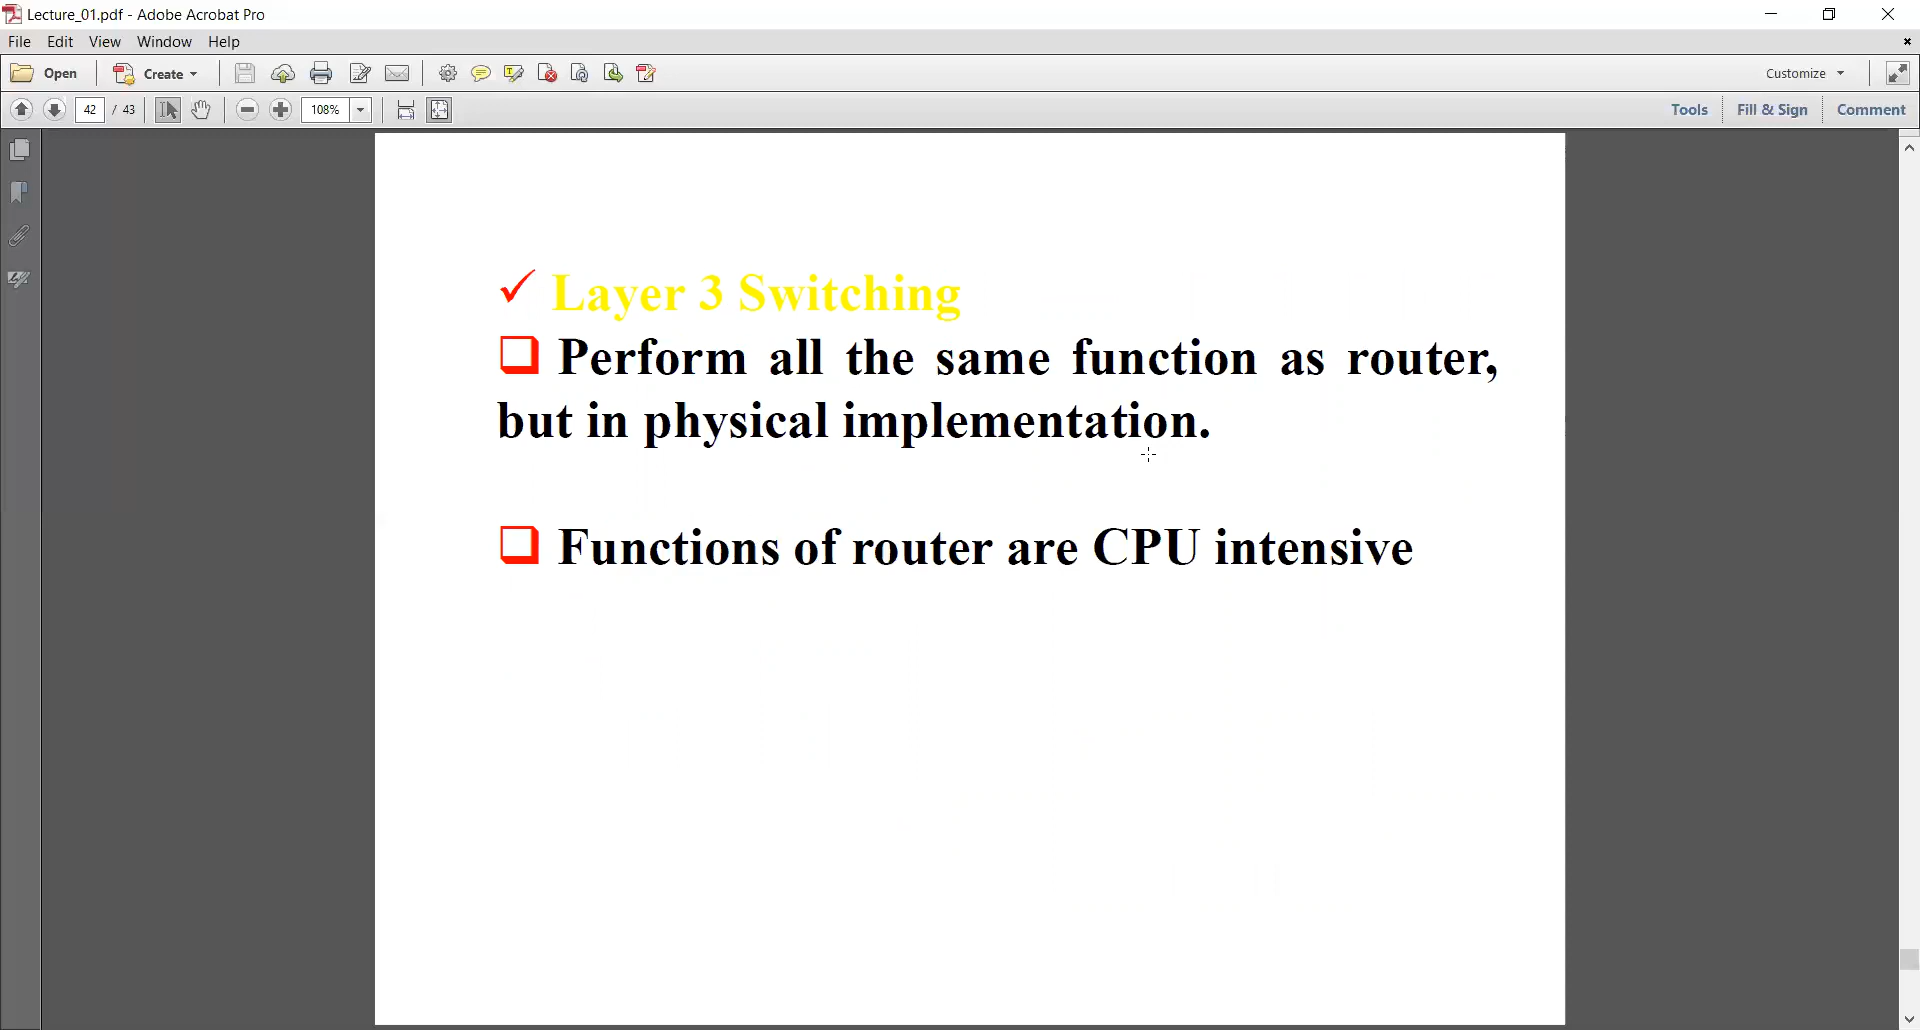 Lecture_01.pdf - Adobe Acrobat Pro
File Edit View Window Help
Open Create Customize
42 / 43 108% Tools Fill & Sign Comment
Layer 3 Switching
Perform all the same function as router,
but in physical implementation.
Functions of router are CPU intensive